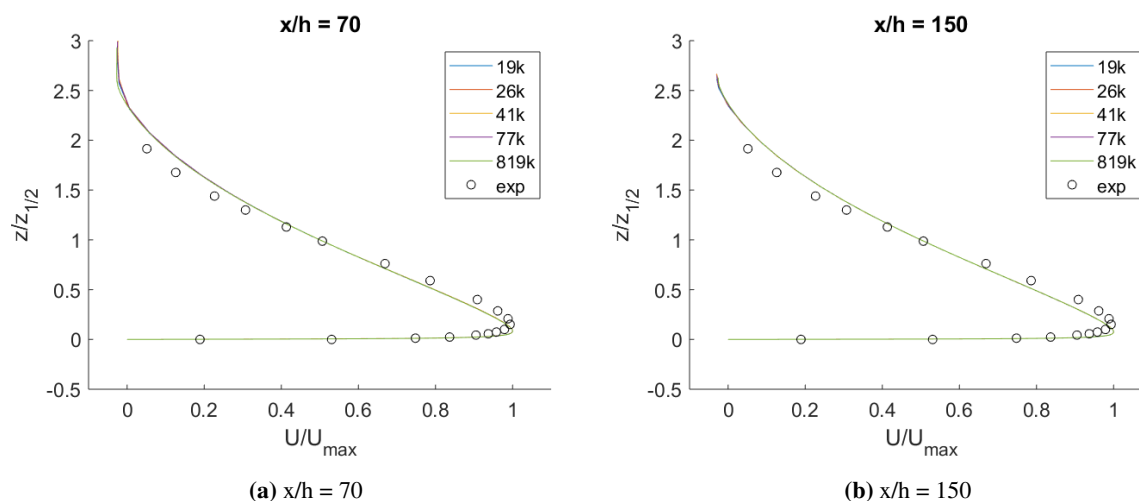 x/h = 70
3
2.5
2
1.5
1
0.5
0
-0.5
z/z1/2
19k
26k
41k
77k
819k
exp
0 0.2 0.4 0.6 0.8 1
U/Umax
(a) x/h = 70
x/h = 150
3
2.5
2
1.5
1
0.5
0
-0.5
z/z1/2
19k
26k
41k
77k
819k
exp
0 0.2 0.4 0.6 0.8 1
U/Umax
(b) x/h = 150